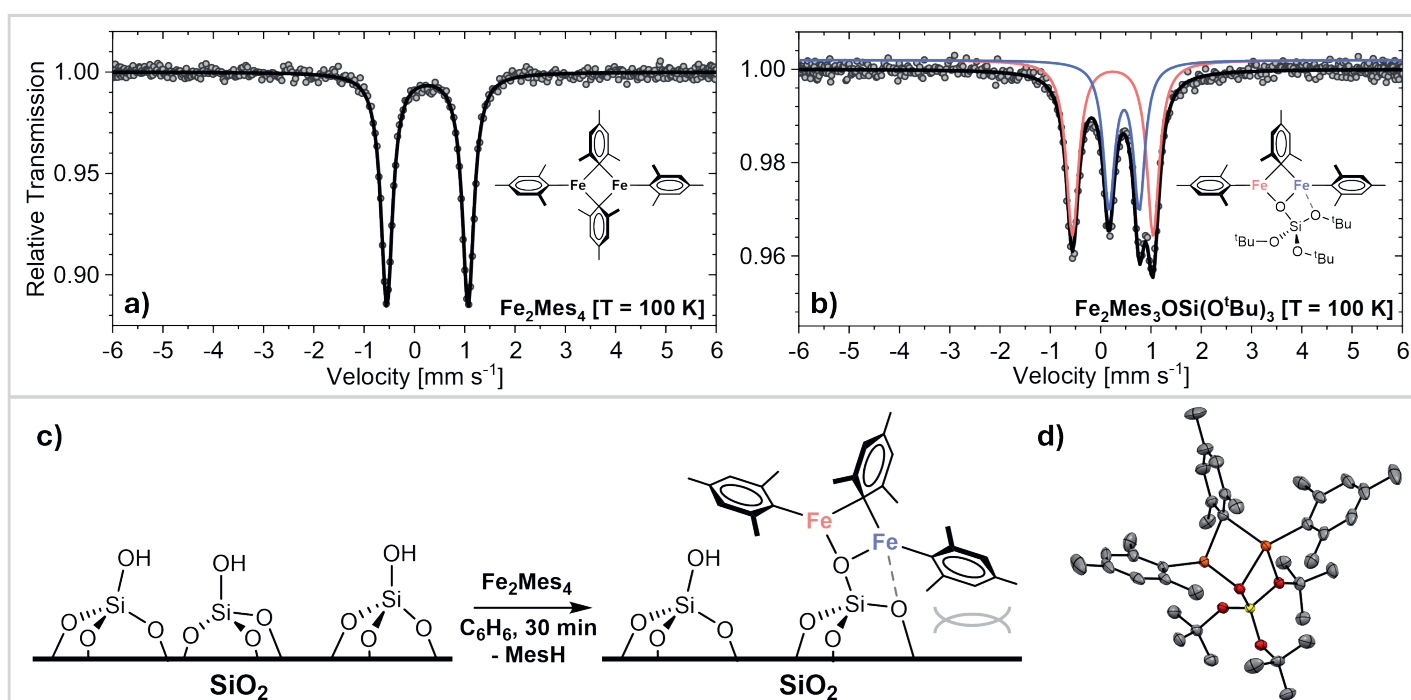 Relative Transmission
1.00
0.95
0.90
-6 -5 -4 -3 -2 -1 0 1 2 3 4 5 6
Velocity [mm s⁻¹]
Fe Fe
a)
Fe₂Mes₄ [T = 100 K]
1.00
0.98
0.96
-6 -5 -4 -3 -2 -1 0 1 2 3 4 5 6
Velocity [mm s⁻¹]
Fe Fe
O O ᵗBu
Si
ᵗBu O
O ᵗBu
b)
Fe₂Mes₃OSi(OᵗBu)₃ [T = 100 K]
c)
OH OH OH
Si Si Si
O O O O O O O O O
SiO₂
Fe₂Mes₄
C₆H₆, 30 min
- MesH
Fe
Fe
OH
O
Si Si O
O O O O
SiO₂
d)